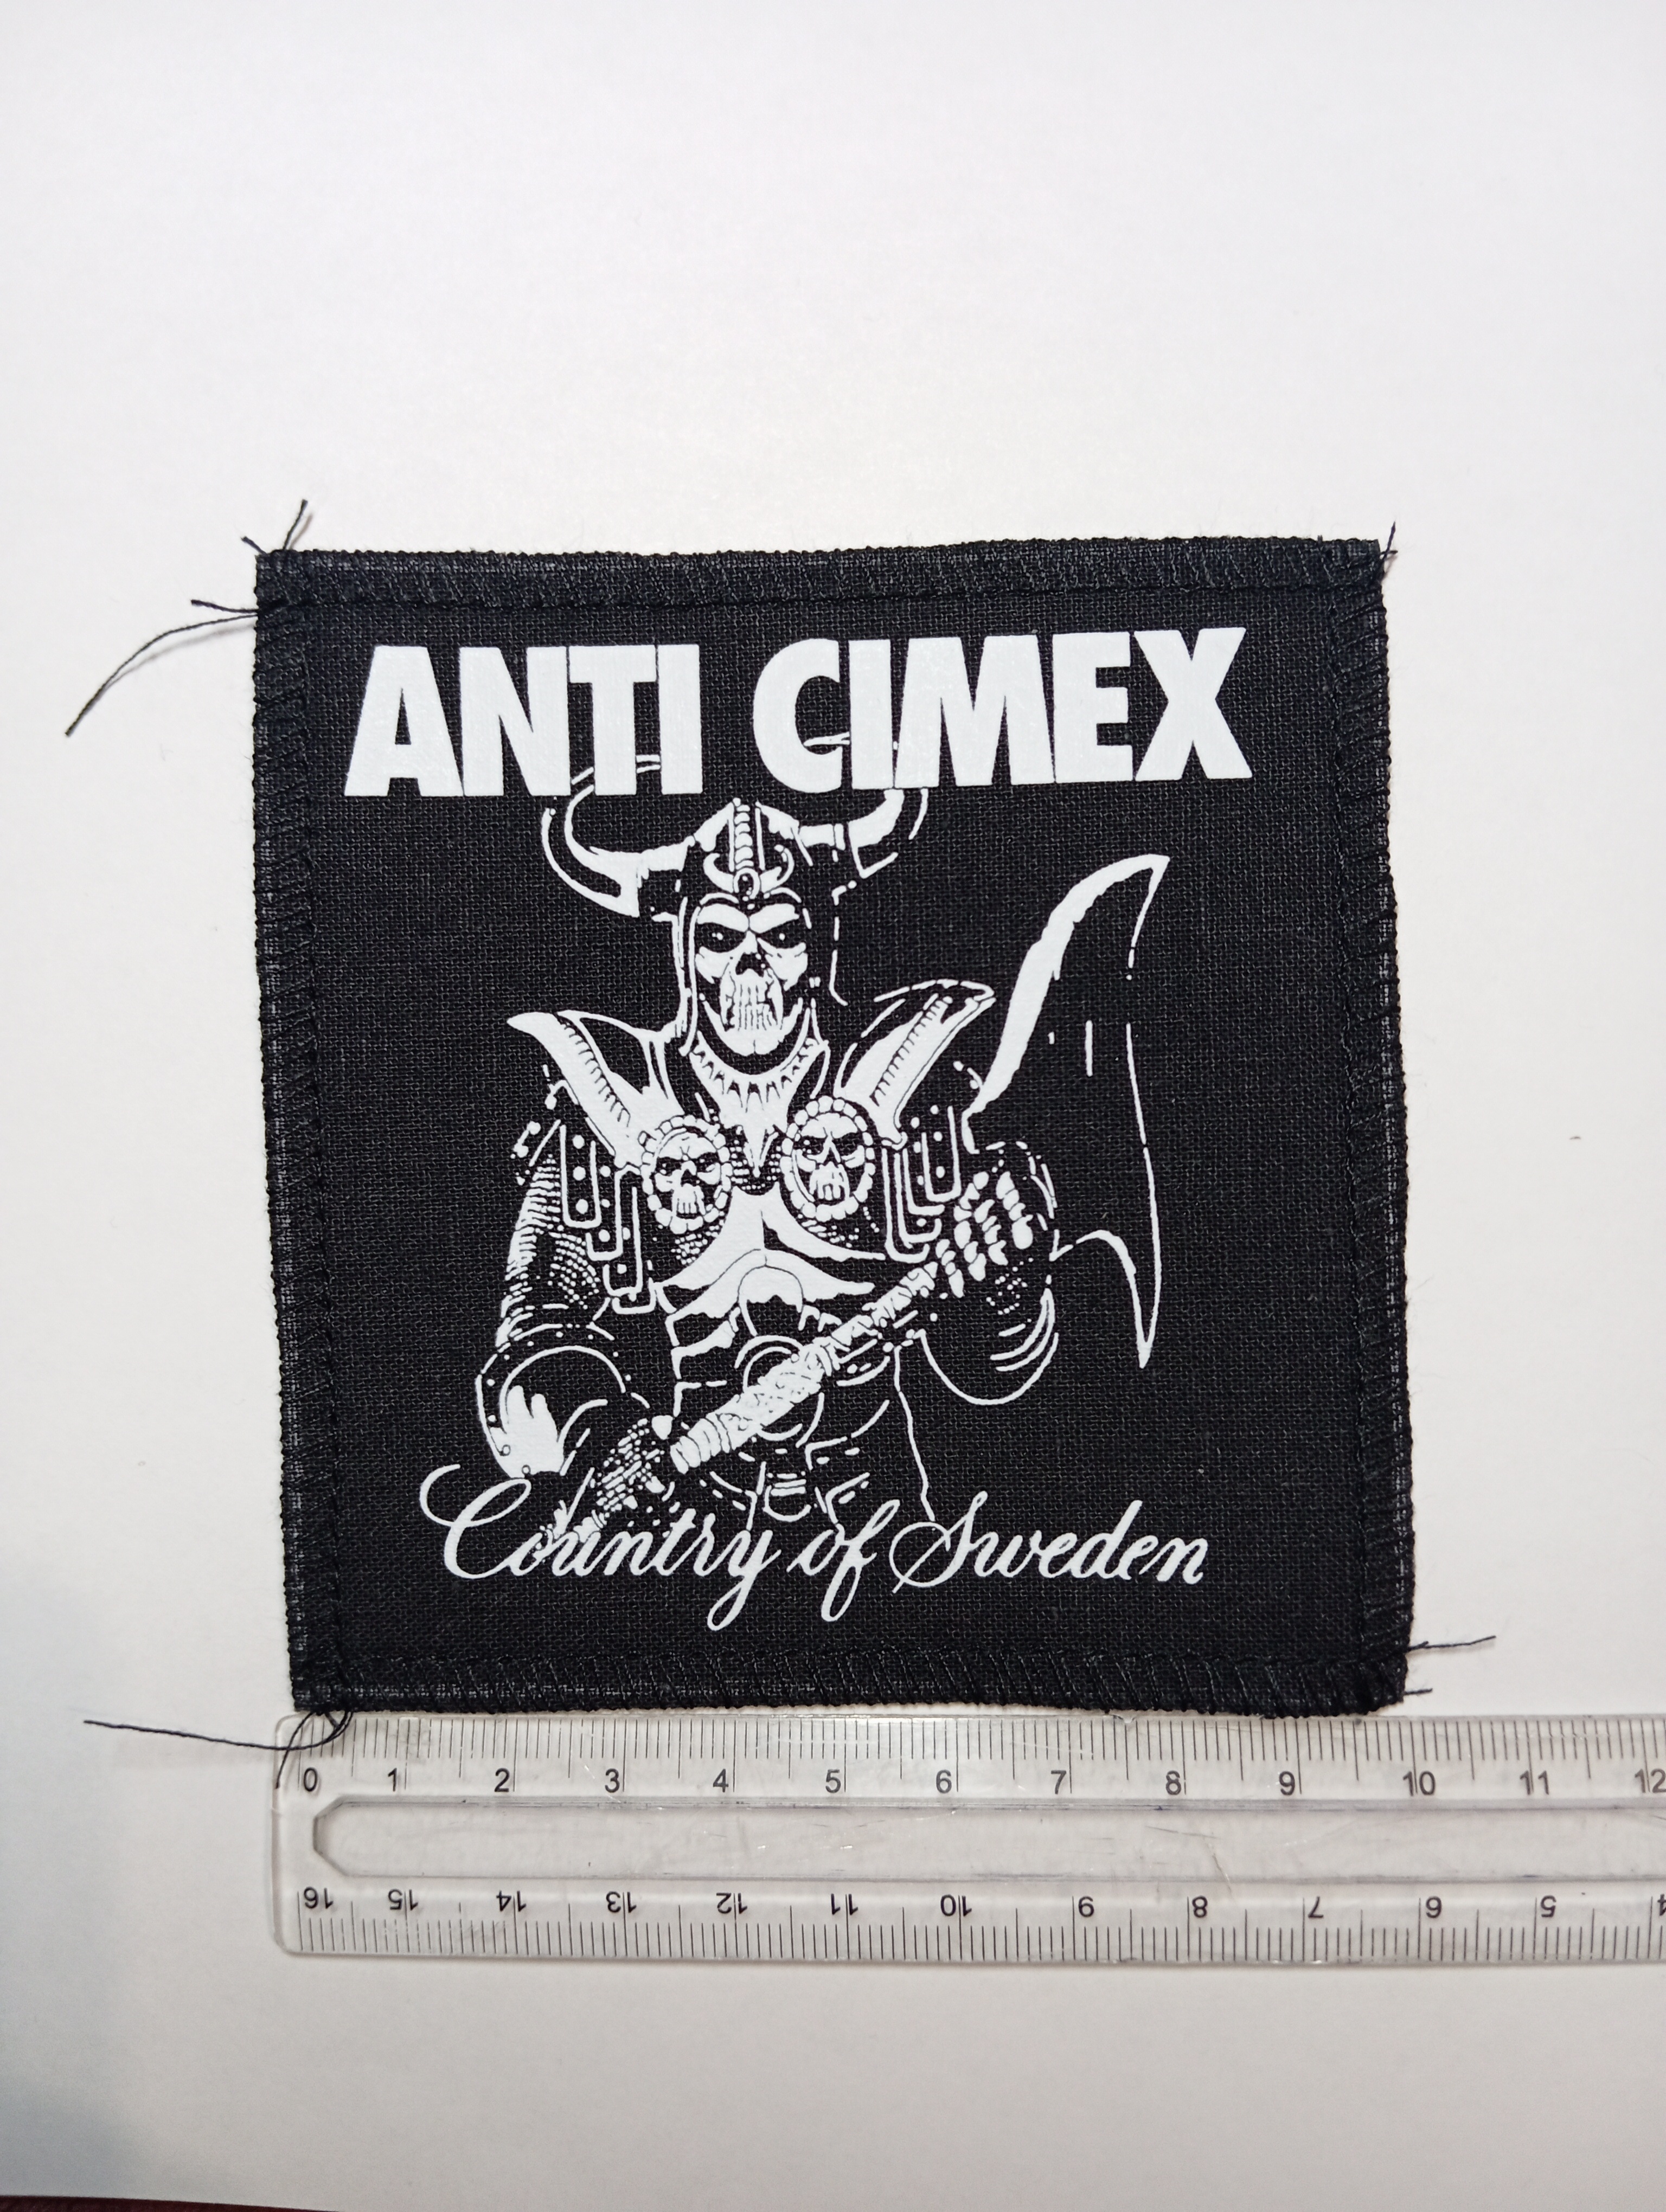 ANTI CIMEX
Country of Sweden
0 1 2 3 4 5 6 7 8 9 10 11 12
16 15 14 13 12 11 10 9 8 7 6 5 4